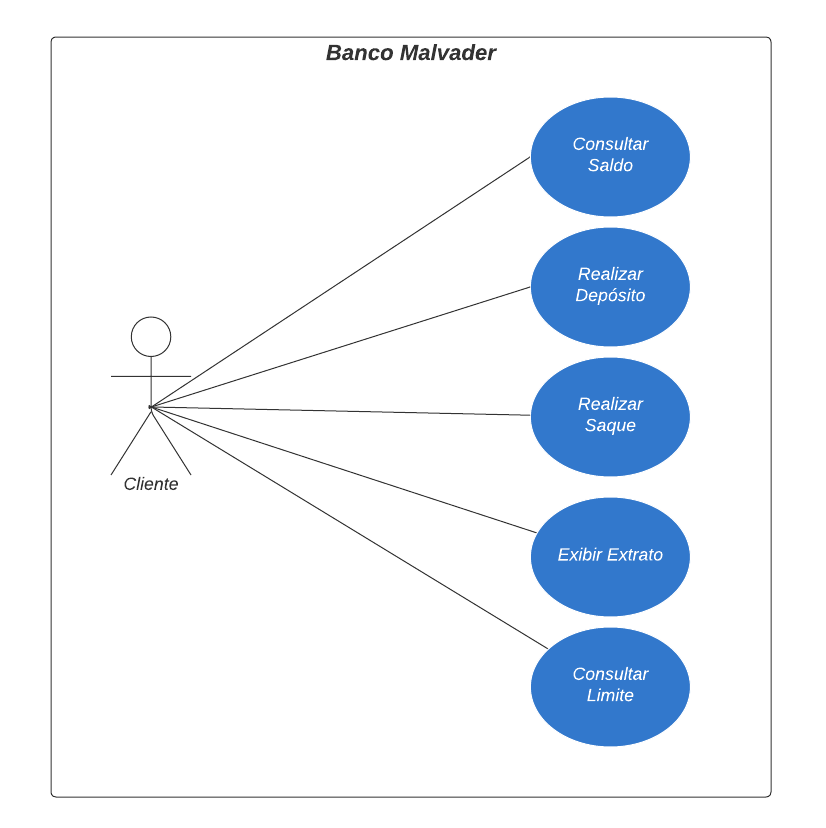 Banco Malvader
Consultar
Saldo
Realizar
Depósito
Realizar
Saque
Cliente
Exibir Extrato
Consultar
Limite